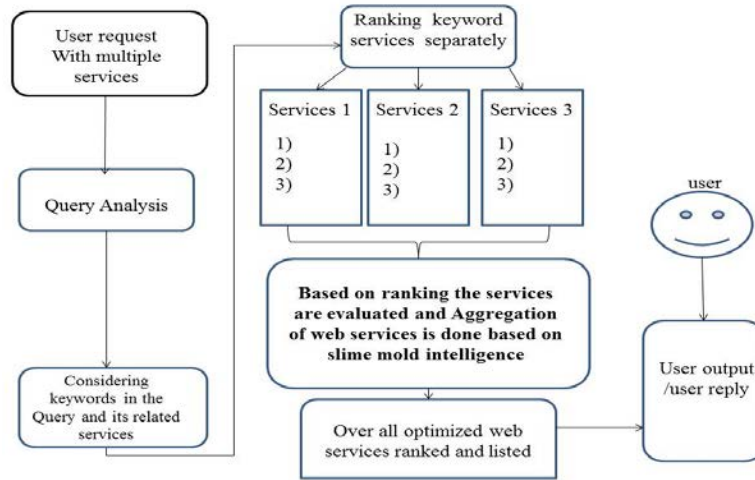 User request
With multiple
services
Query Analysis
Considering
keywords in the
Query and its related
services
Ranking keyword
services separately
Services 1
1)
2)
3)
Services 2
1)
2)
3)
Services 3
1)
2)
3)
Based on ranking the services
are evaluated and Aggregation
of web services is done based on
slime mold intelligence
Over all optimized web
services ranked and listed
user
User output
/user reply